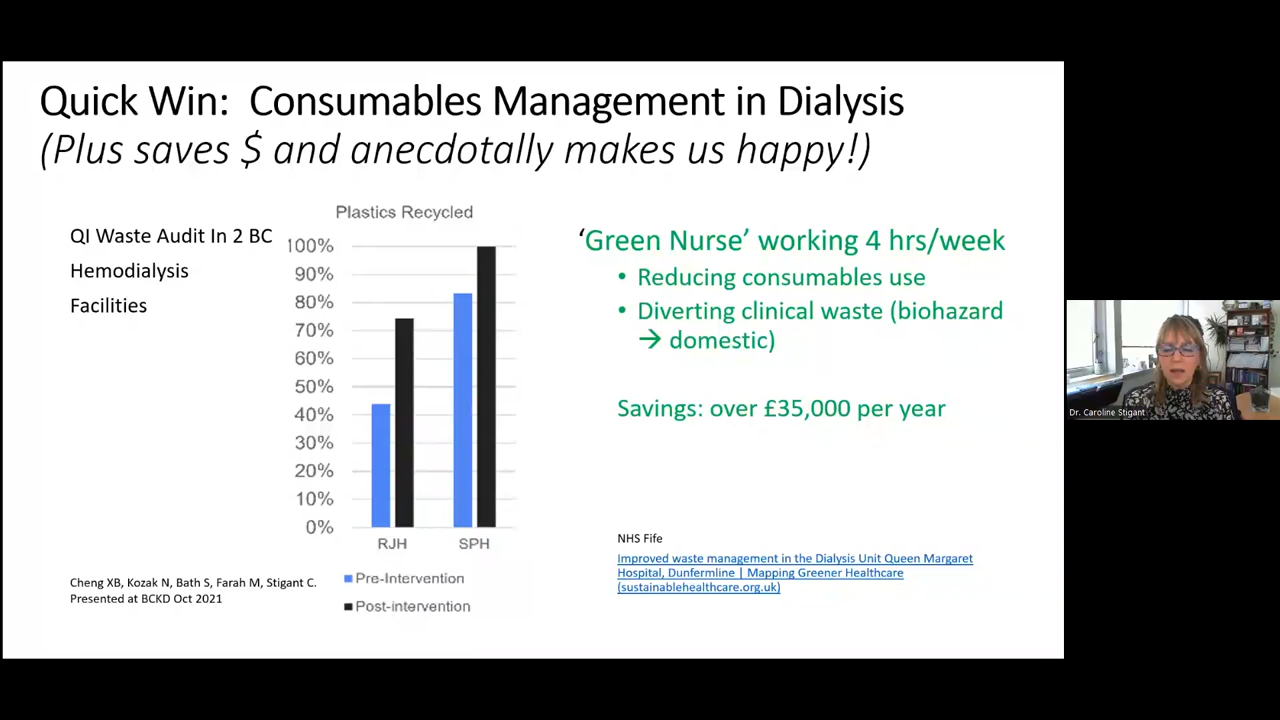 Quick Win:  Consumables Management in Dialysis
(Plus saves $ and anecdotally makes us happy!)
QI Waste Audit In 2 BC
Hemodialysis
Facilities
Plastics Recycled
100%
90%
80%
70%
60%
50%
40%
30%
20%
10%
0%
RJH
SPH
Pre-Intervention
Post-intervention
Cheng XB, Kozak N, Bath S, Farah M, Stigant C.
Presented at BCKD Oct 2021
‘Green Nurse’ working 4 hrs/week
• Reducing consumables use
• Diverting clinical waste (biohazard
→ domestic)
Savings: over £35,000 per year
NHS Fife
Improved waste management in the Dialysis Unit Queen Margaret
Hospital, Dunfermline | Mapping Greener Healthcare
(sustainablehealthcare.org.uk)
Dr. Caroline Stigant